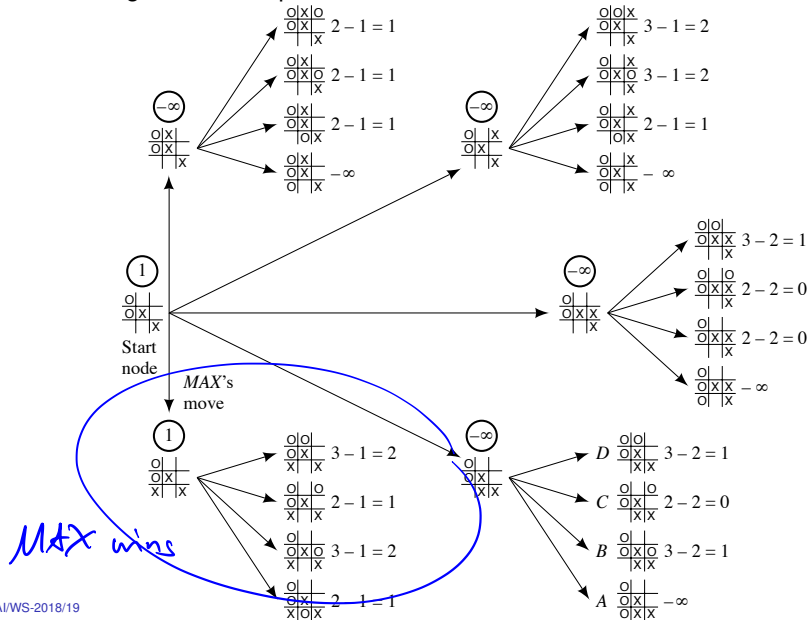 −∞
2 − 1 = 1
2 − 1 = 1
2 − 1 = 1
−∞
−∞
3 − 1 = 2
3 − 1 = 2
2 − 1 = 1
− ∞
1
Start
node
MAX's
move
−∞
3 − 2 = 1
2 − 2 = 0
2 − 2 = 0
− ∞
1
3 − 1 = 2
2 − 1 = 1
3 − 1 = 2
2 − 1 = 1
−∞
D 3 − 2 = 1
C 2 − 2 = 0
B 3 − 2 = 1
A −∞
MAX wins
AI/WS-2018/19